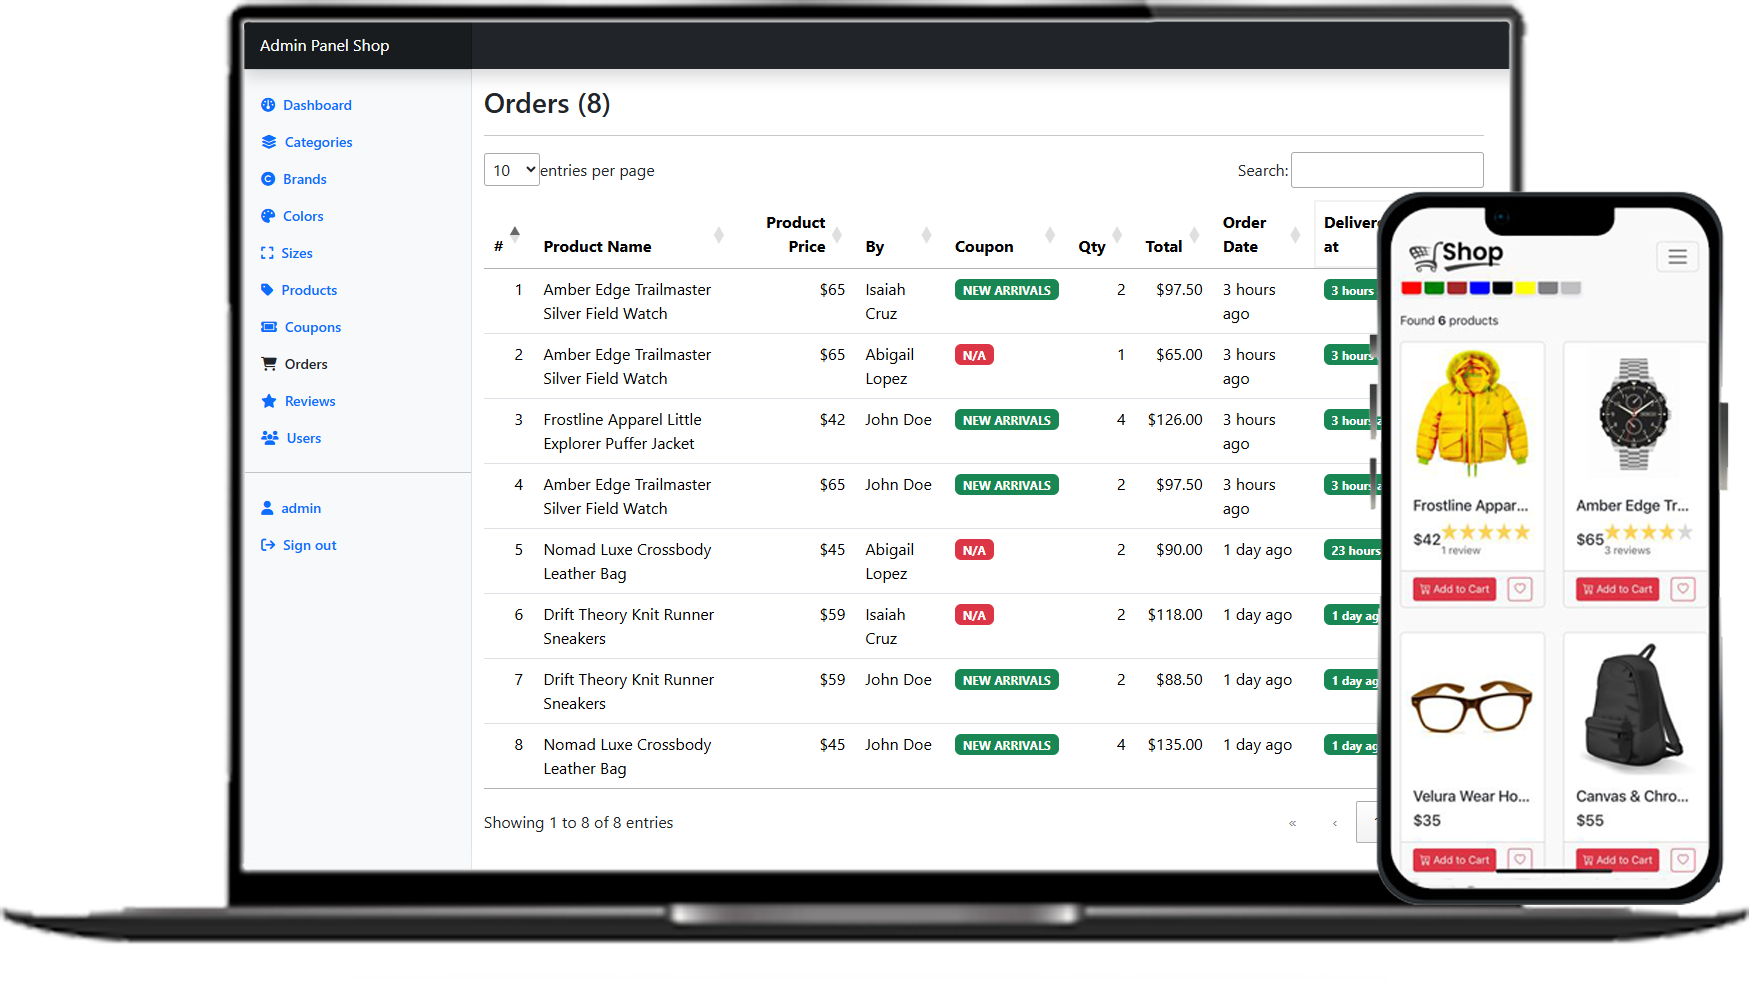 Admin Panel Shop
Dashboard
Categories
Brands
Colors
Sizes
Products
Coupons
Orders
Reviews
Users
admin
Sign out
Orders (8)
10 entries per page
Search:
# Product Name Product Price By Coupon Qty Total Order Date at
1 Amber Edge Trailmaster Silver Field Watch $65 Isaiah Cruz NEW ARRIVALS 2 $97.50 3 hours ago 3 hours
2 Amber Edge Trailmaster Silver Field Watch $65 Abigail Lopez N/A 1 $65.00 3 hours ago 3 hours
3 Frostline Apparel Little Explorer Puffer Jacket $42 John Doe NEW ARRIVALS 4 $126.00 3 hours ago 3 hours
4 Amber Edge Trailmaster Silver Field Watch $65 John Doe NEW ARRIVALS 2 $97.50 3 hours ago 3 hours
5 Nomad Luxe Crossbody Leather Bag $45 Abigail Lopez N/A 2 $90.00 1 day ago 23 hours
6 Drift Theory Knit Runner Sneakers $59 Isaiah Cruz N/A 2 $118.00 1 day ago 1 day ag
7 Drift Theory Knit Runner Sneakers $59 John Doe NEW ARRIVALS 2 $88.50 1 day ago 1 day ag
8 Nomad Luxe Crossbody Leather Bag $45 John Doe NEW ARRIVALS 4 $135.00 1 day ago 1 day ag
Showing 1 to 8 of 8 entries
« ‹
Shop
Found 6 products
Frostline Appar...
$42
1 review
Add to Cart
Amber Edge Tr...
$65
3 reviews
Add to Cart
Velura Wear Ho...
$35
Add to Cart
Canvas & Chro...
$55
Add to Cart